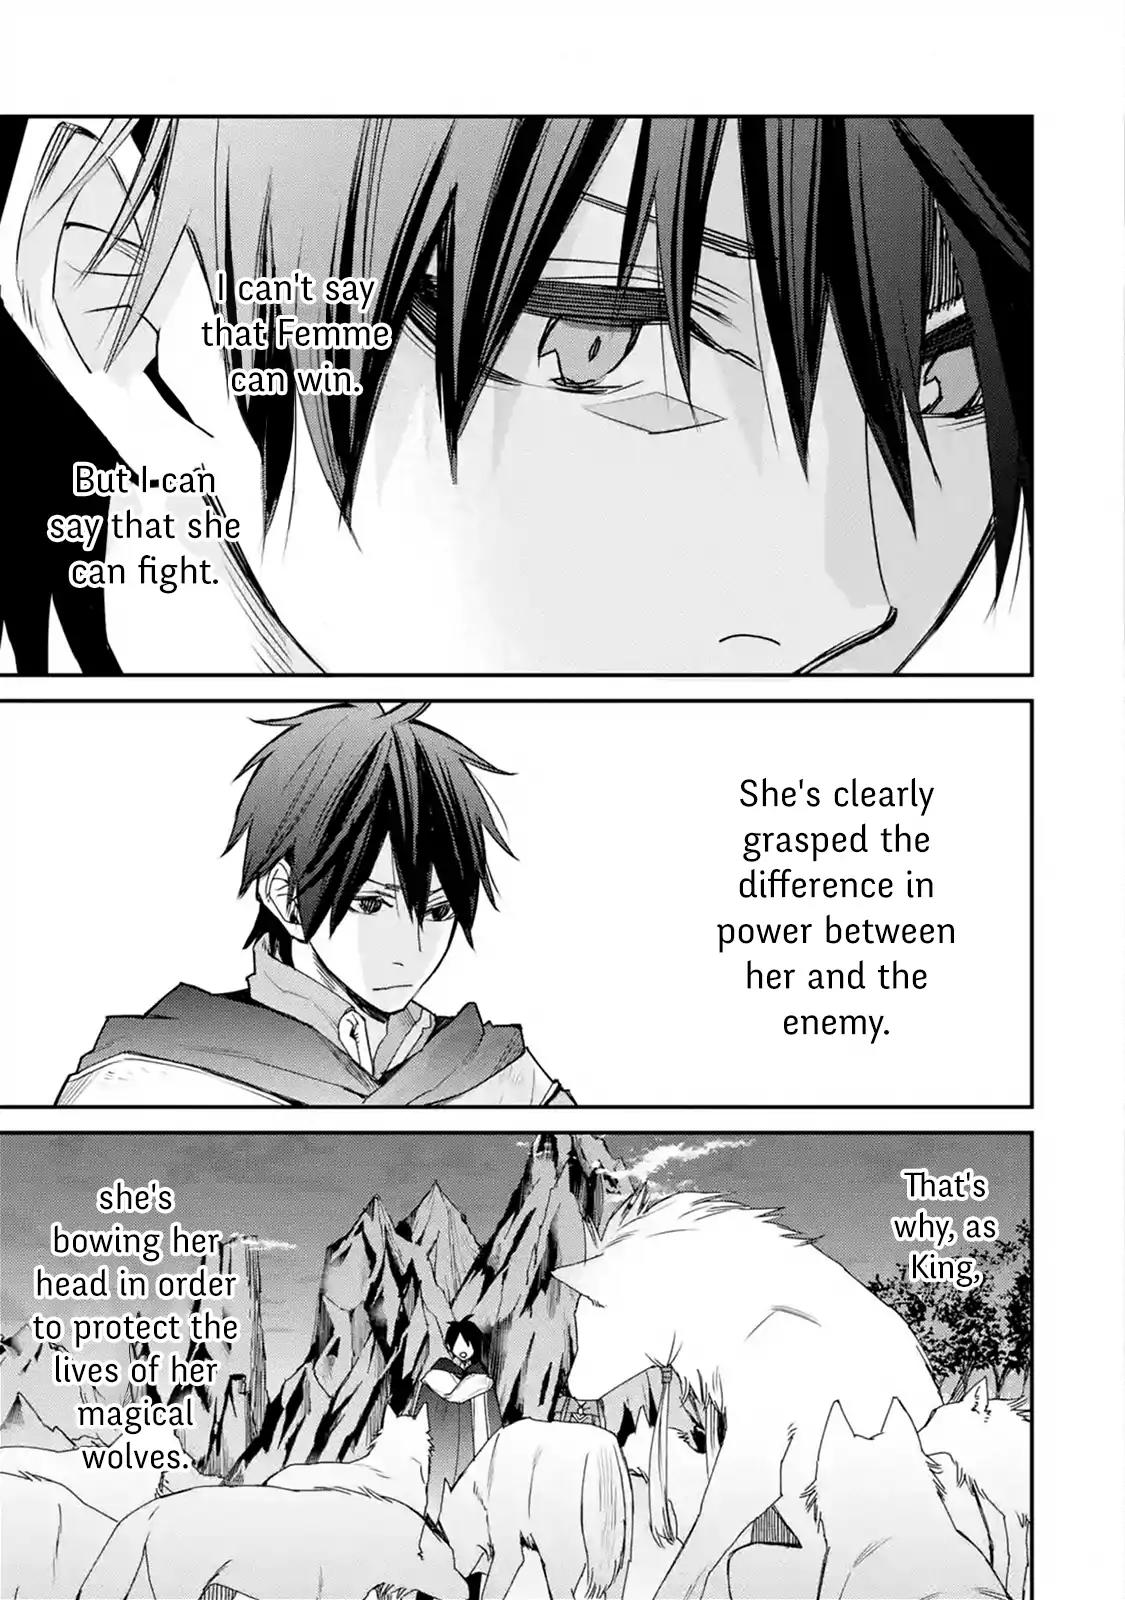 I can't say
that Femme
can win.
But I can
say that she
can fight.
She's clearly
grasped the
difference in
power between
her and the
enemy.
That's
why, as
King,
she's
bowing her
head in order
to protect the
lives of her
magical
wolves.